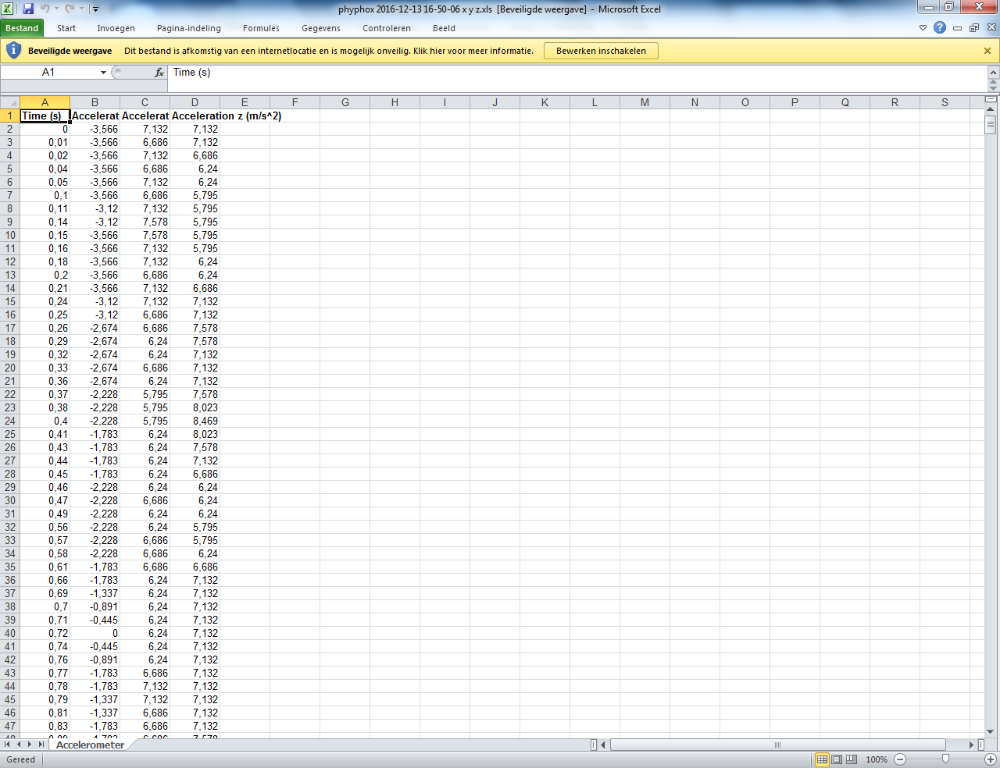 phyphox 2016-12-13 16-50-06 x y z.xls [Beveiligde weergave] - Microsoft Excel
Bestand Start Invoegen Pagina-indeling Formules Gegevens Controleren Beeld
Beveiligde weergave Dit bestand is afkomstig van een internetlocatie en is mogelijk onveilig. Klik hier voor meer informatie. Bewerken inschakelen
A1 fx Time (s)
A B C D E F G H I J K L M N O P Q R S
1 Time (s) Accelerat Accelerat Acceleration z (m/s^2)
2 0 -3,566 7,132 7,132
3 0,01 -3,566 6,686 7,132
4 0,02 -3,566 7,132 6,686
5 0,04 -3,566 6,686 6,24
6 0,05 -3,566 7,132 6,24
7 0,1 -3,566 6,686 5,795
8 0,11 -3,12 7,132 5,795
9 0,14 -3,12 7,578 5,795
10 0,15 -3,566 7,578 5,795
11 0,16 -3,566 7,132 5,795
12 0,18 -3,566 7,132 6,24
13 0,2 -3,566 6,686 6,24
14 0,21 -3,566 7,132 6,686
15 0,24 -3,12 7,132 7,132
16 0,25 -3,12 6,686 7,132
17 0,26 -2,674 6,686 7,578
18 0,29 -2,674 6,24 7,578
19 0,32 -2,674 6,24 7,132
20 0,33 -2,674 6,686 7,132
21 0,36 -2,674 6,24 7,132
22 0,37 -2,228 5,795 7,578
23 0,38 -2,228 5,795 8,023
24 0,4 -2,228 5,795 8,469
25 0,41 -1,783 6,24 8,023
26 0,43 -1,783 6,24 7,578
27 0,44 -1,783 6,24 7,132
28 0,45 -1,783 6,24 6,686
29 0,46 -2,228 6,24 6,24
30 0,47 -2,228 6,686 6,24
31 0,49 -2,228 6,24 6,24
32 0,56 -2,228 6,24 5,795
33 0,57 -2,228 6,686 5,795
34 0,58 -2,228 6,686 6,24
35 0,61 -1,783 6,686 6,686
36 0,66 -1,783 6,24 7,132
37 0,69 -1,337 6,24 7,132
38 0,7 -0,891 6,24 7,132
39 0,71 -0,445 6,24 7,132
40 0,72 0 6,24 7,132
41 0,74 -0,445 6,24 7,132
42 0,76 -0,891 6,24 7,132
43 0,77 -1,783 6,686 7,132
44 0,78 -1,783 7,132 7,132
45 0,79 -1,337 7,132 7,132
46 0,81 -1,337 6,686 7,132
47 0,83 -1,783 6,686 7,132
Accelerometer
Gereed 100%